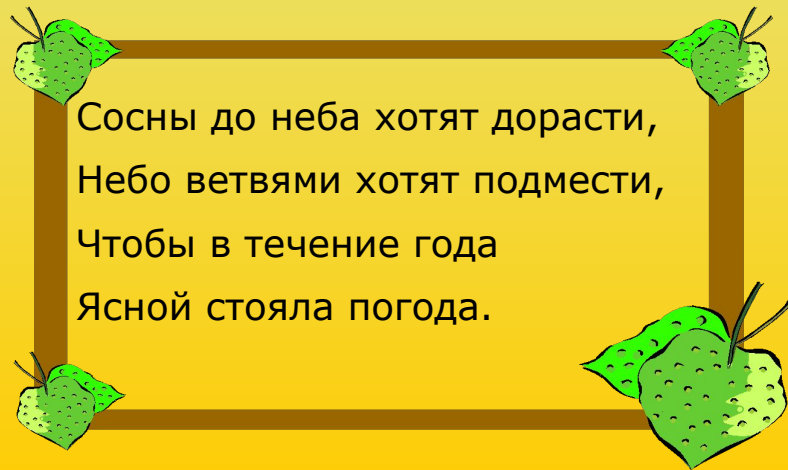 Сосны до неба хотят дорасти,
Небо ветвями хотят подмести,
Чтобы в течение года
Ясной стояла погода.